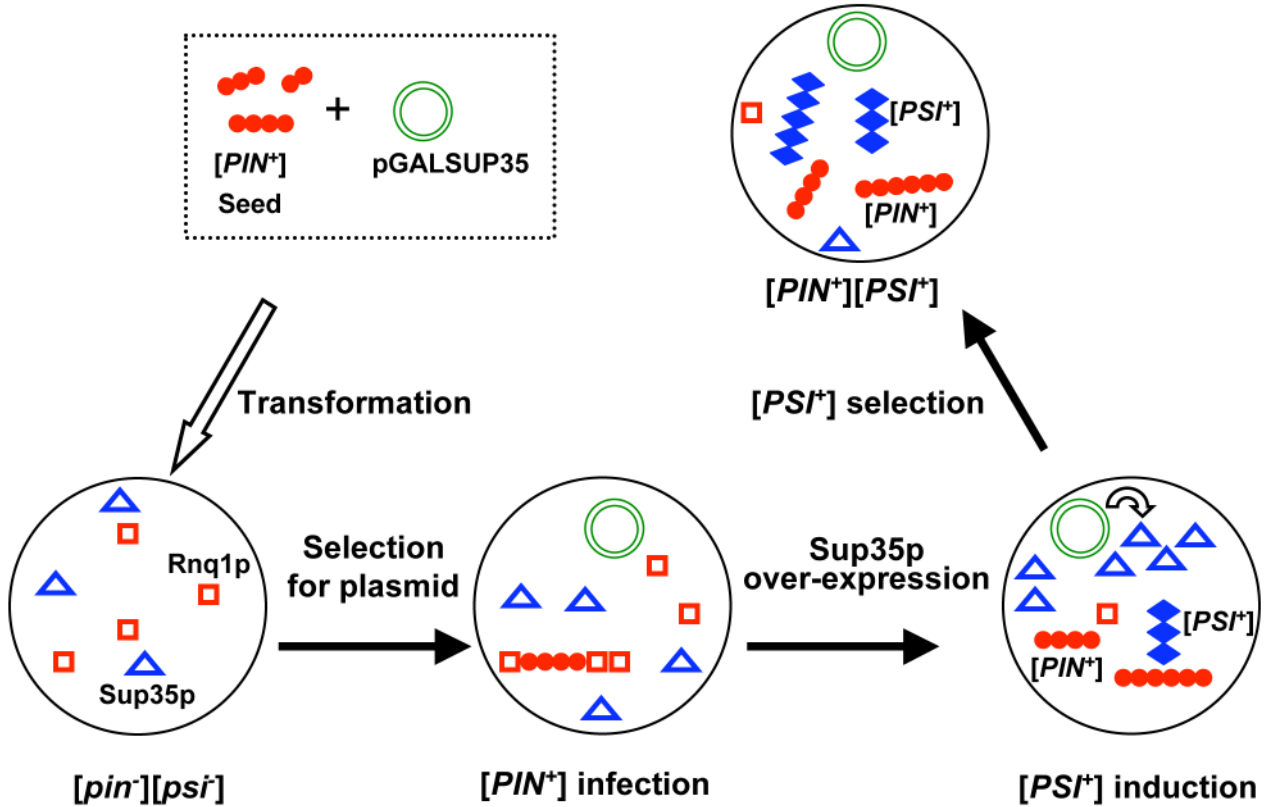 +
[PIN⁺]
Seed
pGALSUP35
[PSI⁺]
[PIN⁺]
[PIN⁺][PSI⁺]
Transformation
[PSI⁺] selection
Rnq1p
Sup35p
[pin⁻][psi⁻]
Selection
for plasmid
[PIN⁺] infection
Sup35p
over-expression
[PSI⁺]
[PIN⁺]
[PSI⁺] induction